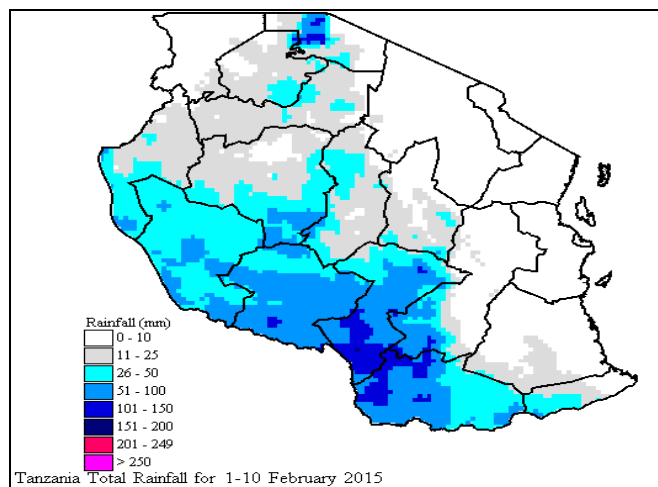 Rainfall (mm)
0 - 10
11 - 25
26 - 50
51 - 100
101 - 150
151 - 200
201 - 249
> 250
Tanzania Total Rainfall for 1-10 February 2015